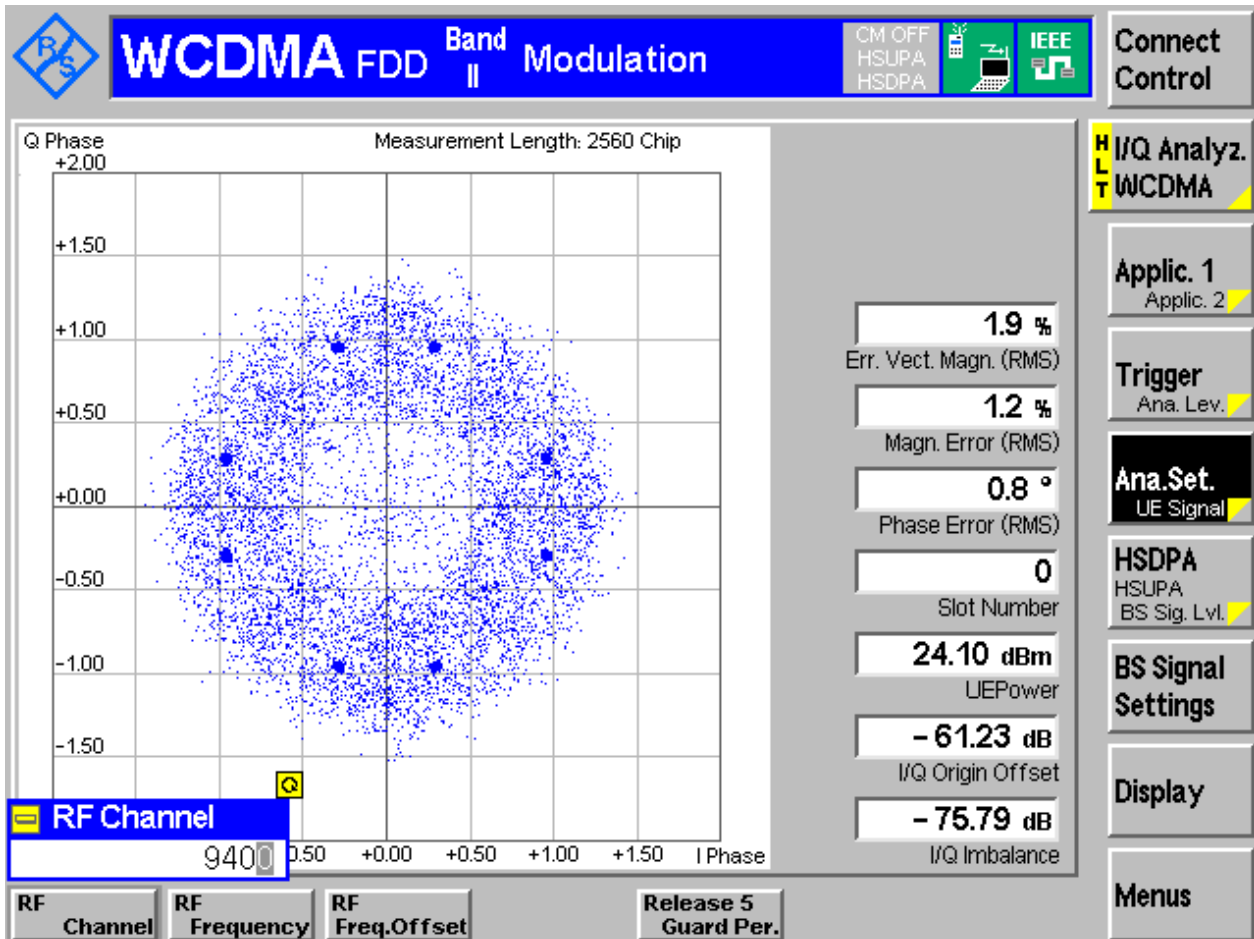 R/S
WCDMA FDD Band II Modulation
CM OFF
HSUPA
HSDPA
IEEE
Connect Control
Q Phase
Measurement Length: 2560 Chip
+2.00
+1.50
+1.00
+0.50
+0.00
-0.50
-1.00
-1.50
Q
RF Channel
9400
0.50 +0.00 +0.50 +1.00 +1.50 I Phase
1.9 %
Err. Vect. Magn. (RMS)
1.2 %
Magn. Error (RMS)
0.8 °
Phase Error (RMS)
0
Slot Number
24.10 dBm
UEPower
- 61.23 dB
I/Q Origin Offset
- 75.79 dB
I/Q Imbalance
HLT
I/Q Analyz.
WCDMA
Applic. 1
Applic. 2
Trigger
Ana. Lev.
Ana.Set.
UE Signal
HSDPA
HSUPA
BS Sig. Lvl.
BS Signal
Settings
Display
Menus
RF Channel
RF Frequency
RF Freq.Offset
Release 5 Guard Per.